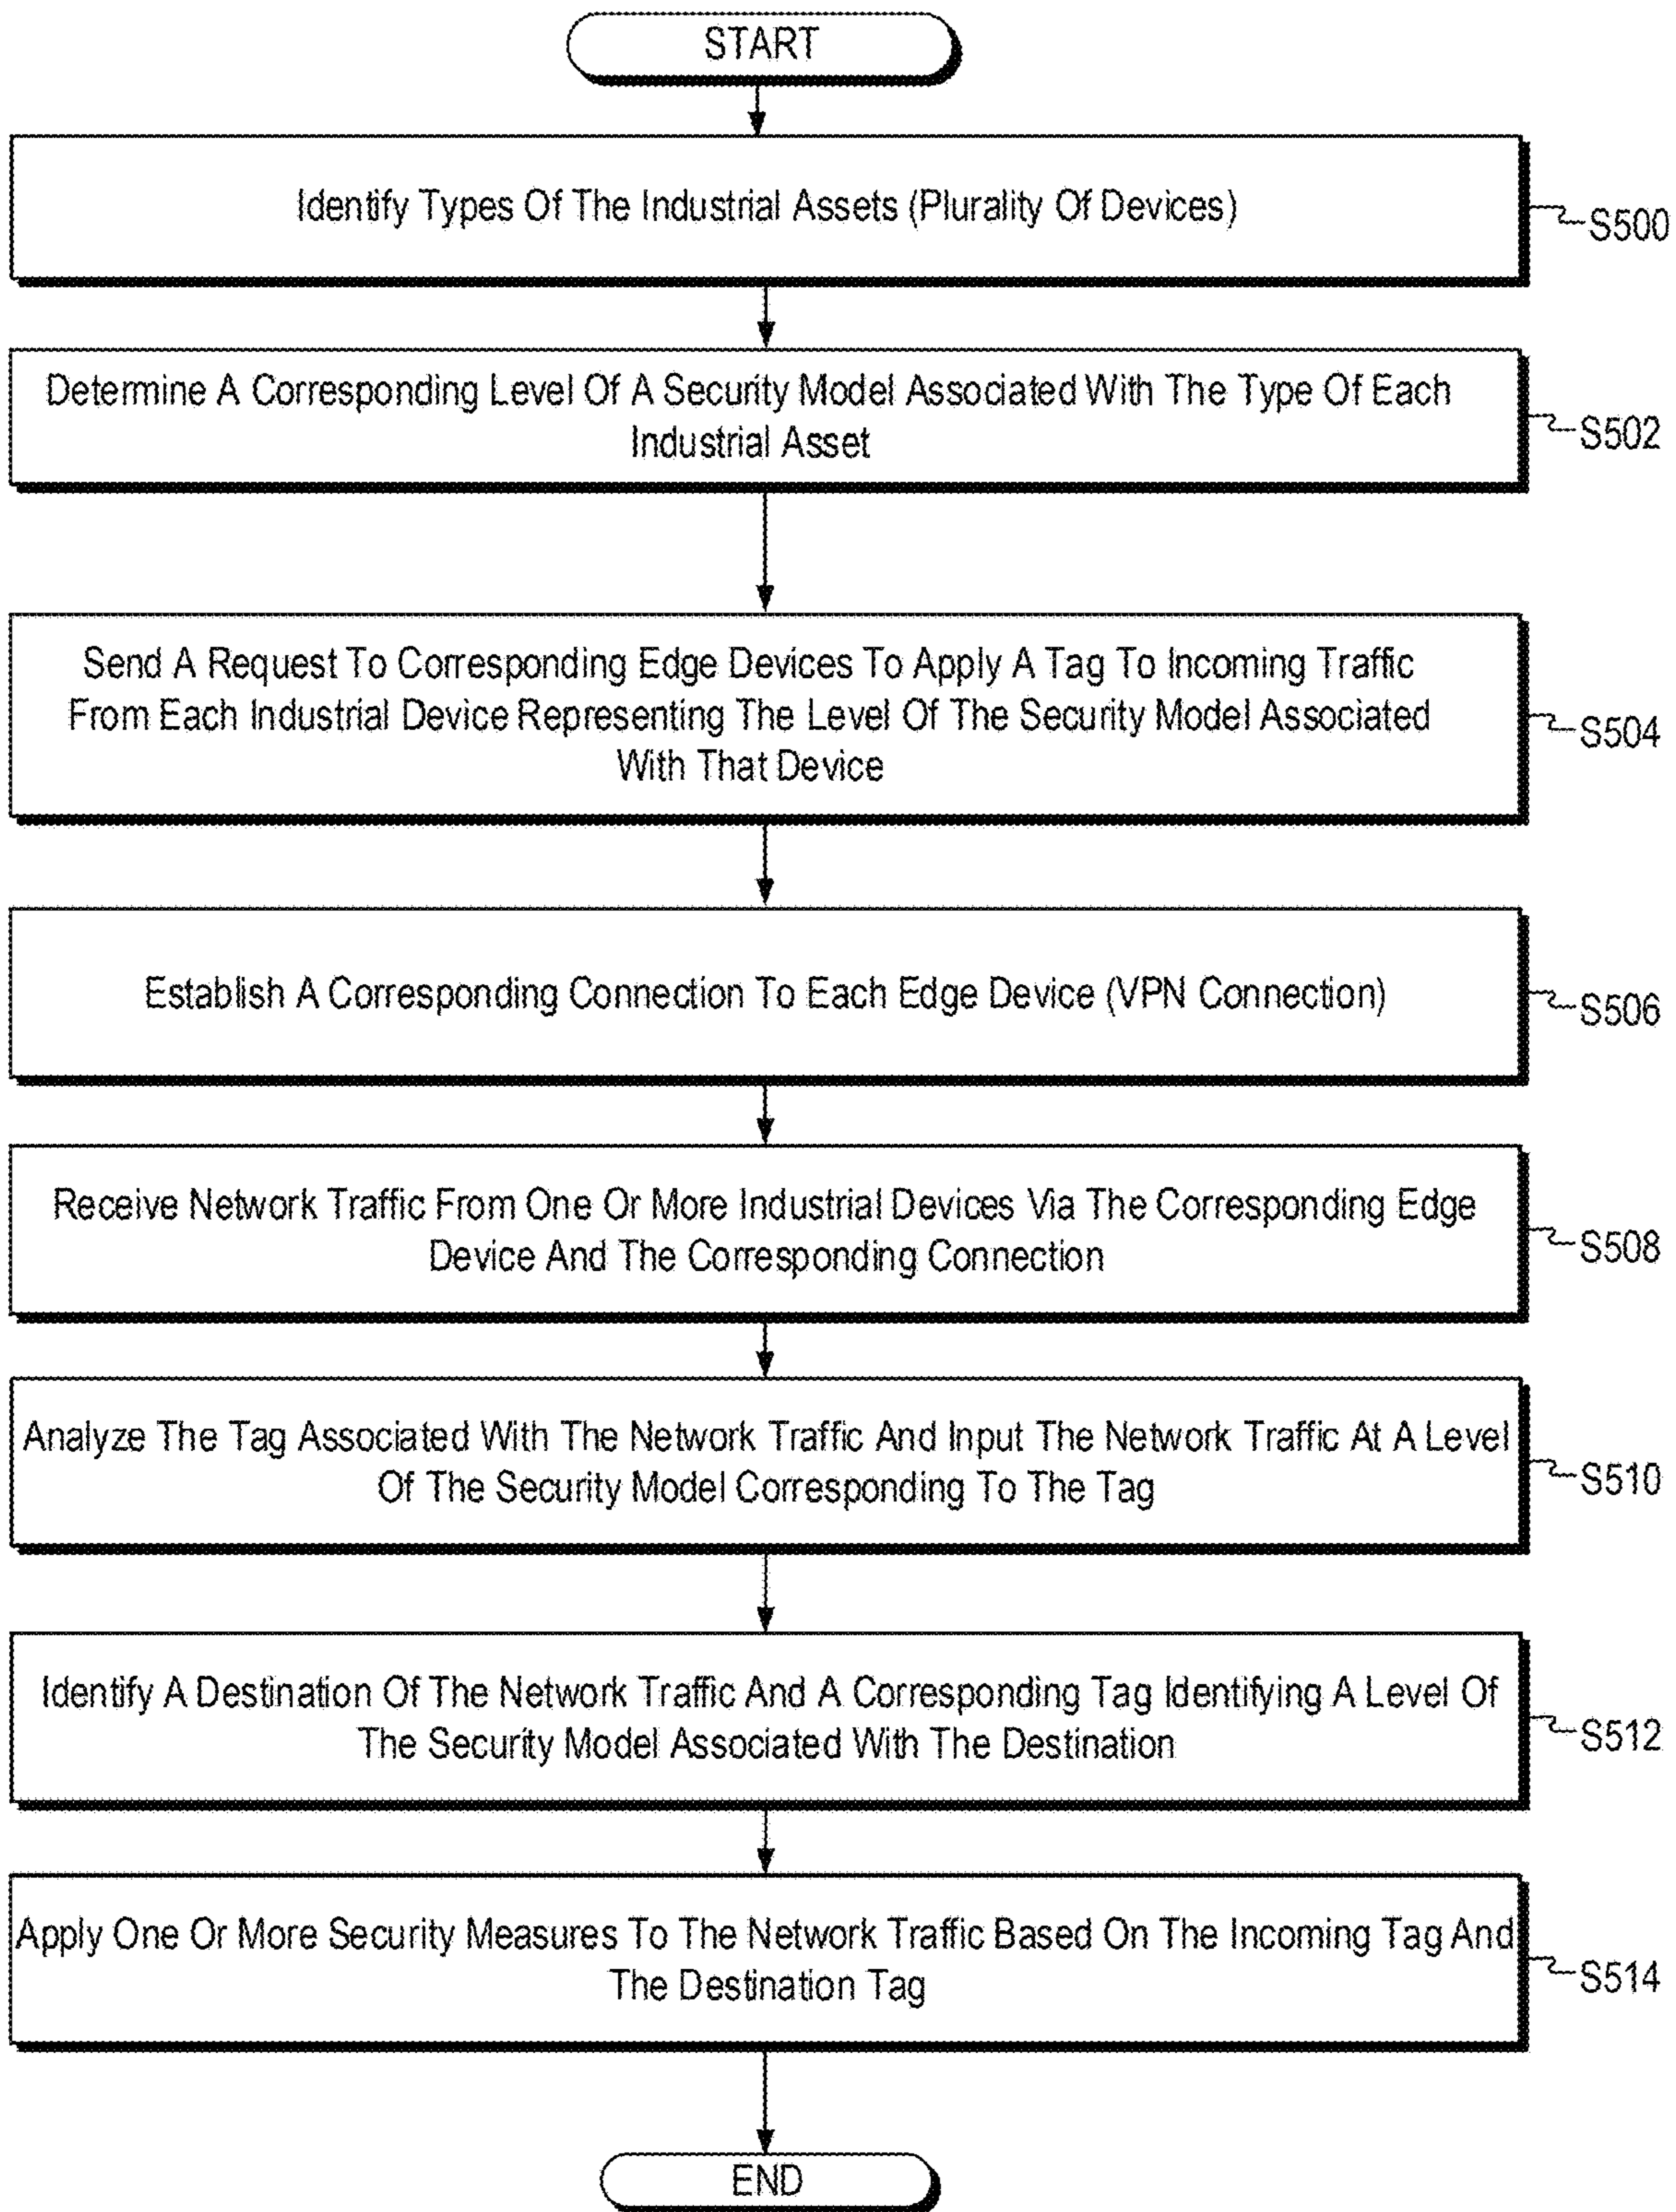 START
Identify Types Of The Industrial Assets (Plurality Of Devices)
S500
Determine A Corresponding Level Of A Security Model Associated With The Type Of Each
Industrial Asset
S502
Send A Request To Corresponding Edge Devices To Apply A Tag To Incoming Traffic
From Each Industrial Device Representing The Level Of The Security Model Associated
With That Device
S504
Establish A Corresponding Connection To Each Edge Device (VPN Connection)
S506
Receive Network Traffic From One Or More Industrial Devices Via The Corresponding Edge
Device And The Corresponding Connection
S508
Analyze The Tag Associated With The Network Traffic And Input The Network Traffic At A Level
Of The Security Model Corresponding To The Tag
S510
Identify A Destination Of The Network Traffic And A Corresponding Tag Identifying A Level Of
The Security Model Associated With The Destination
S512
Apply One Or More Security Measures To The Network Traffic Based On The Incoming Tag And
The Destination Tag
S514
END